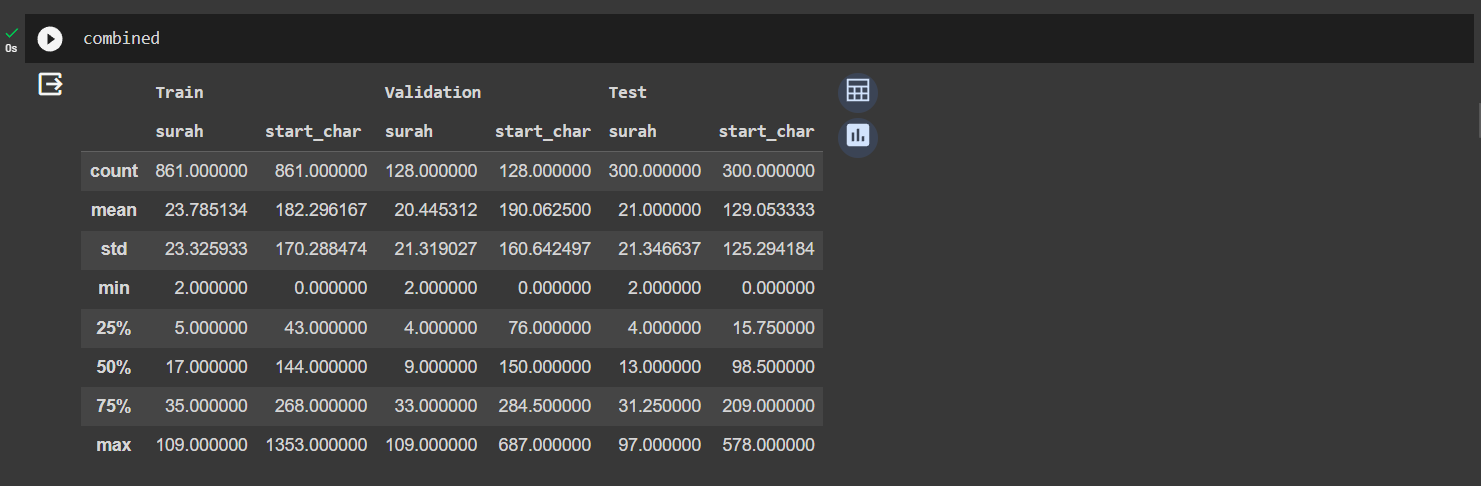 combined
0s
Train Validation Test
surah start_char surah start_char surah start_char
count 861.000000 861.000000 128.000000 128.000000 300.000000 300.000000
mean 23.785134 182.296167 20.445312 190.062500 21.000000 129.053333
std 23.325933 170.288474 21.319027 160.642497 21.346637 125.294184
min 2.000000 0.000000 2.000000 0.000000 2.000000 0.000000
25% 5.000000 43.000000 4.000000 76.000000 4.000000 15.750000
50% 17.000000 144.000000 9.000000 150.000000 13.000000 98.500000
75% 35.000000 268.000000 33.000000 284.500000 31.250000 209.000000
max 109.000000 1353.000000 109.000000 687.000000 97.000000 578.000000